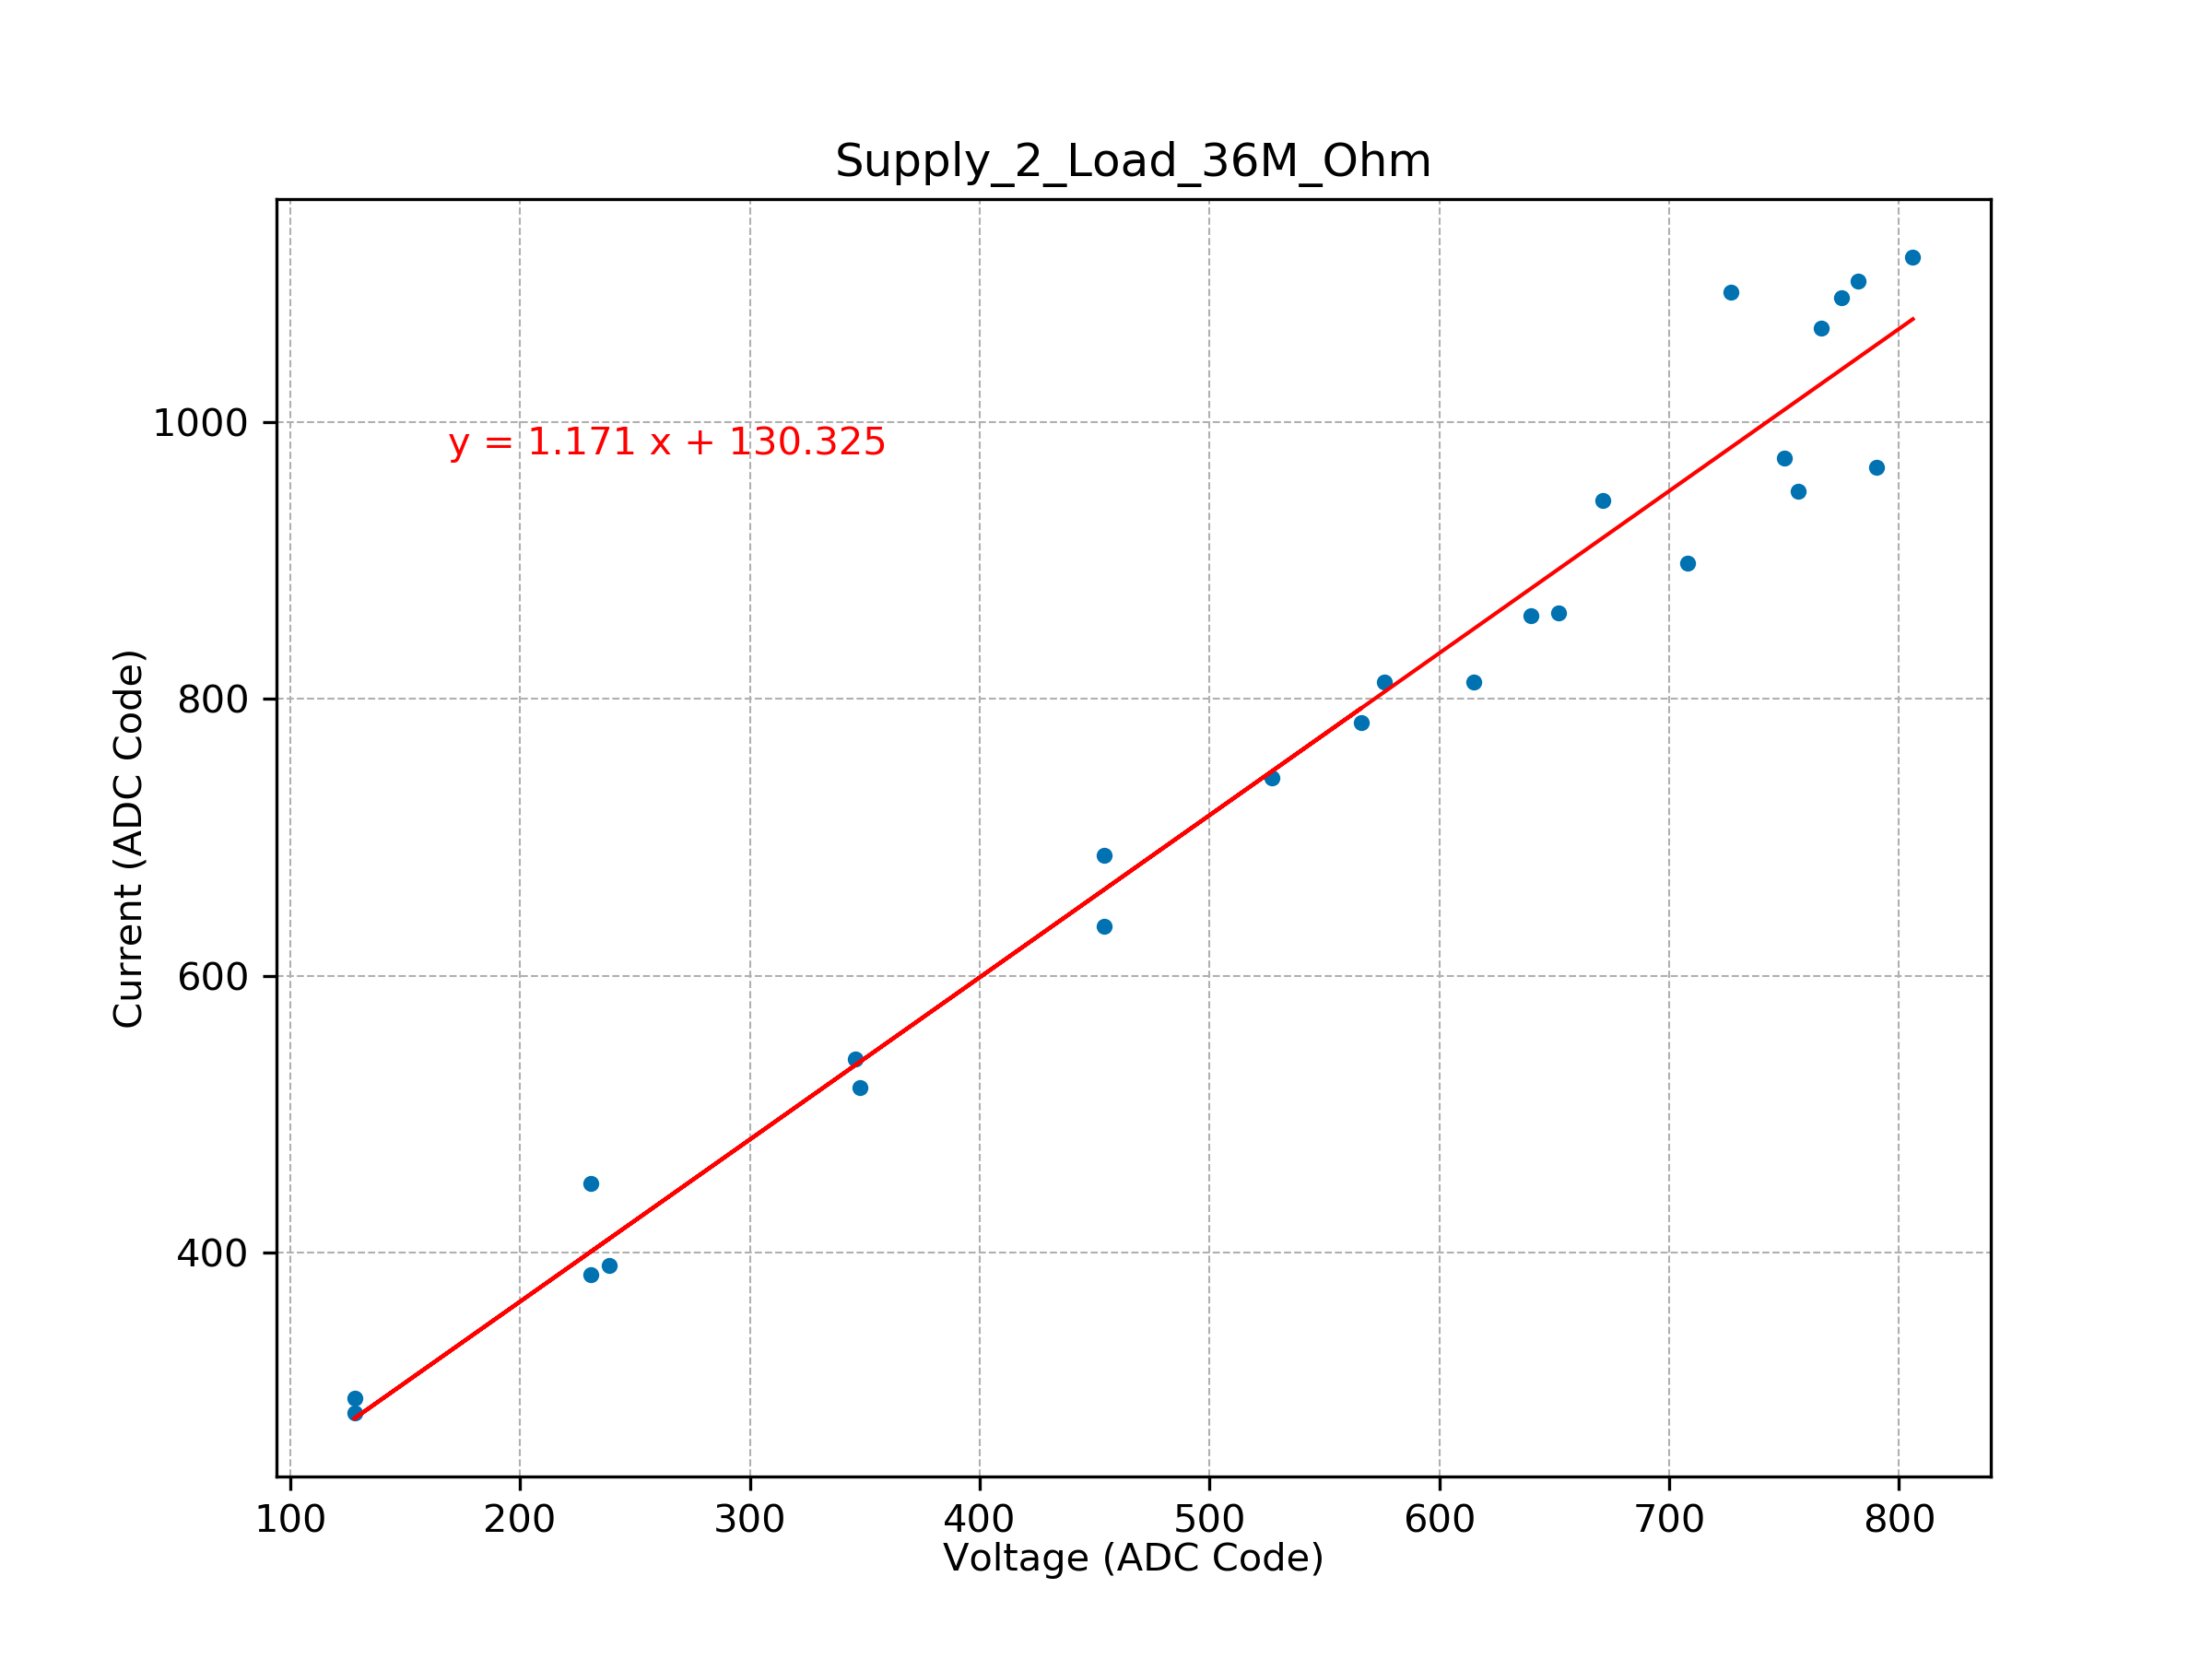 Supply_2_Load_36M_Ohm
1000
y = 1.171 x + 130.325
800
Current (ADC Code)
600
400
100 200 300 400 500 600 700 800
Voltage (ADC Code)